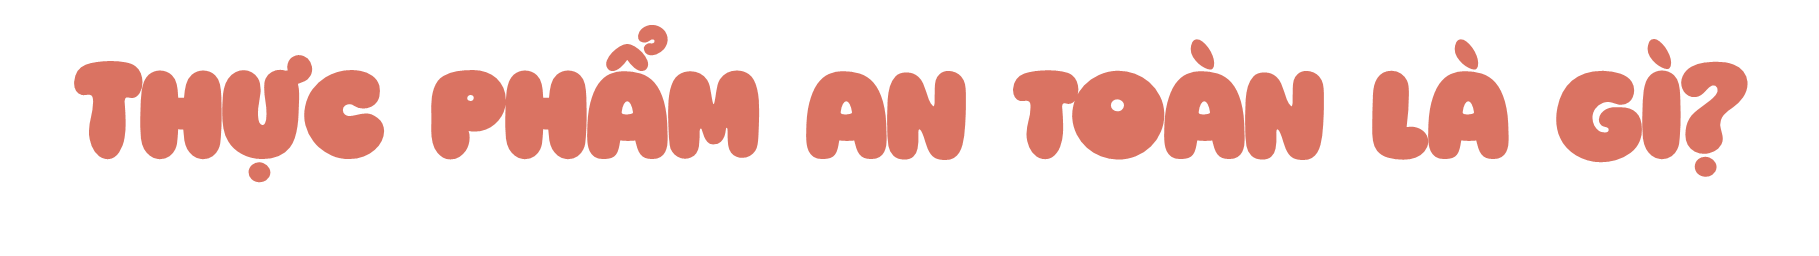 THỰC PHẨM AN TOÀN LÀ GÌ?